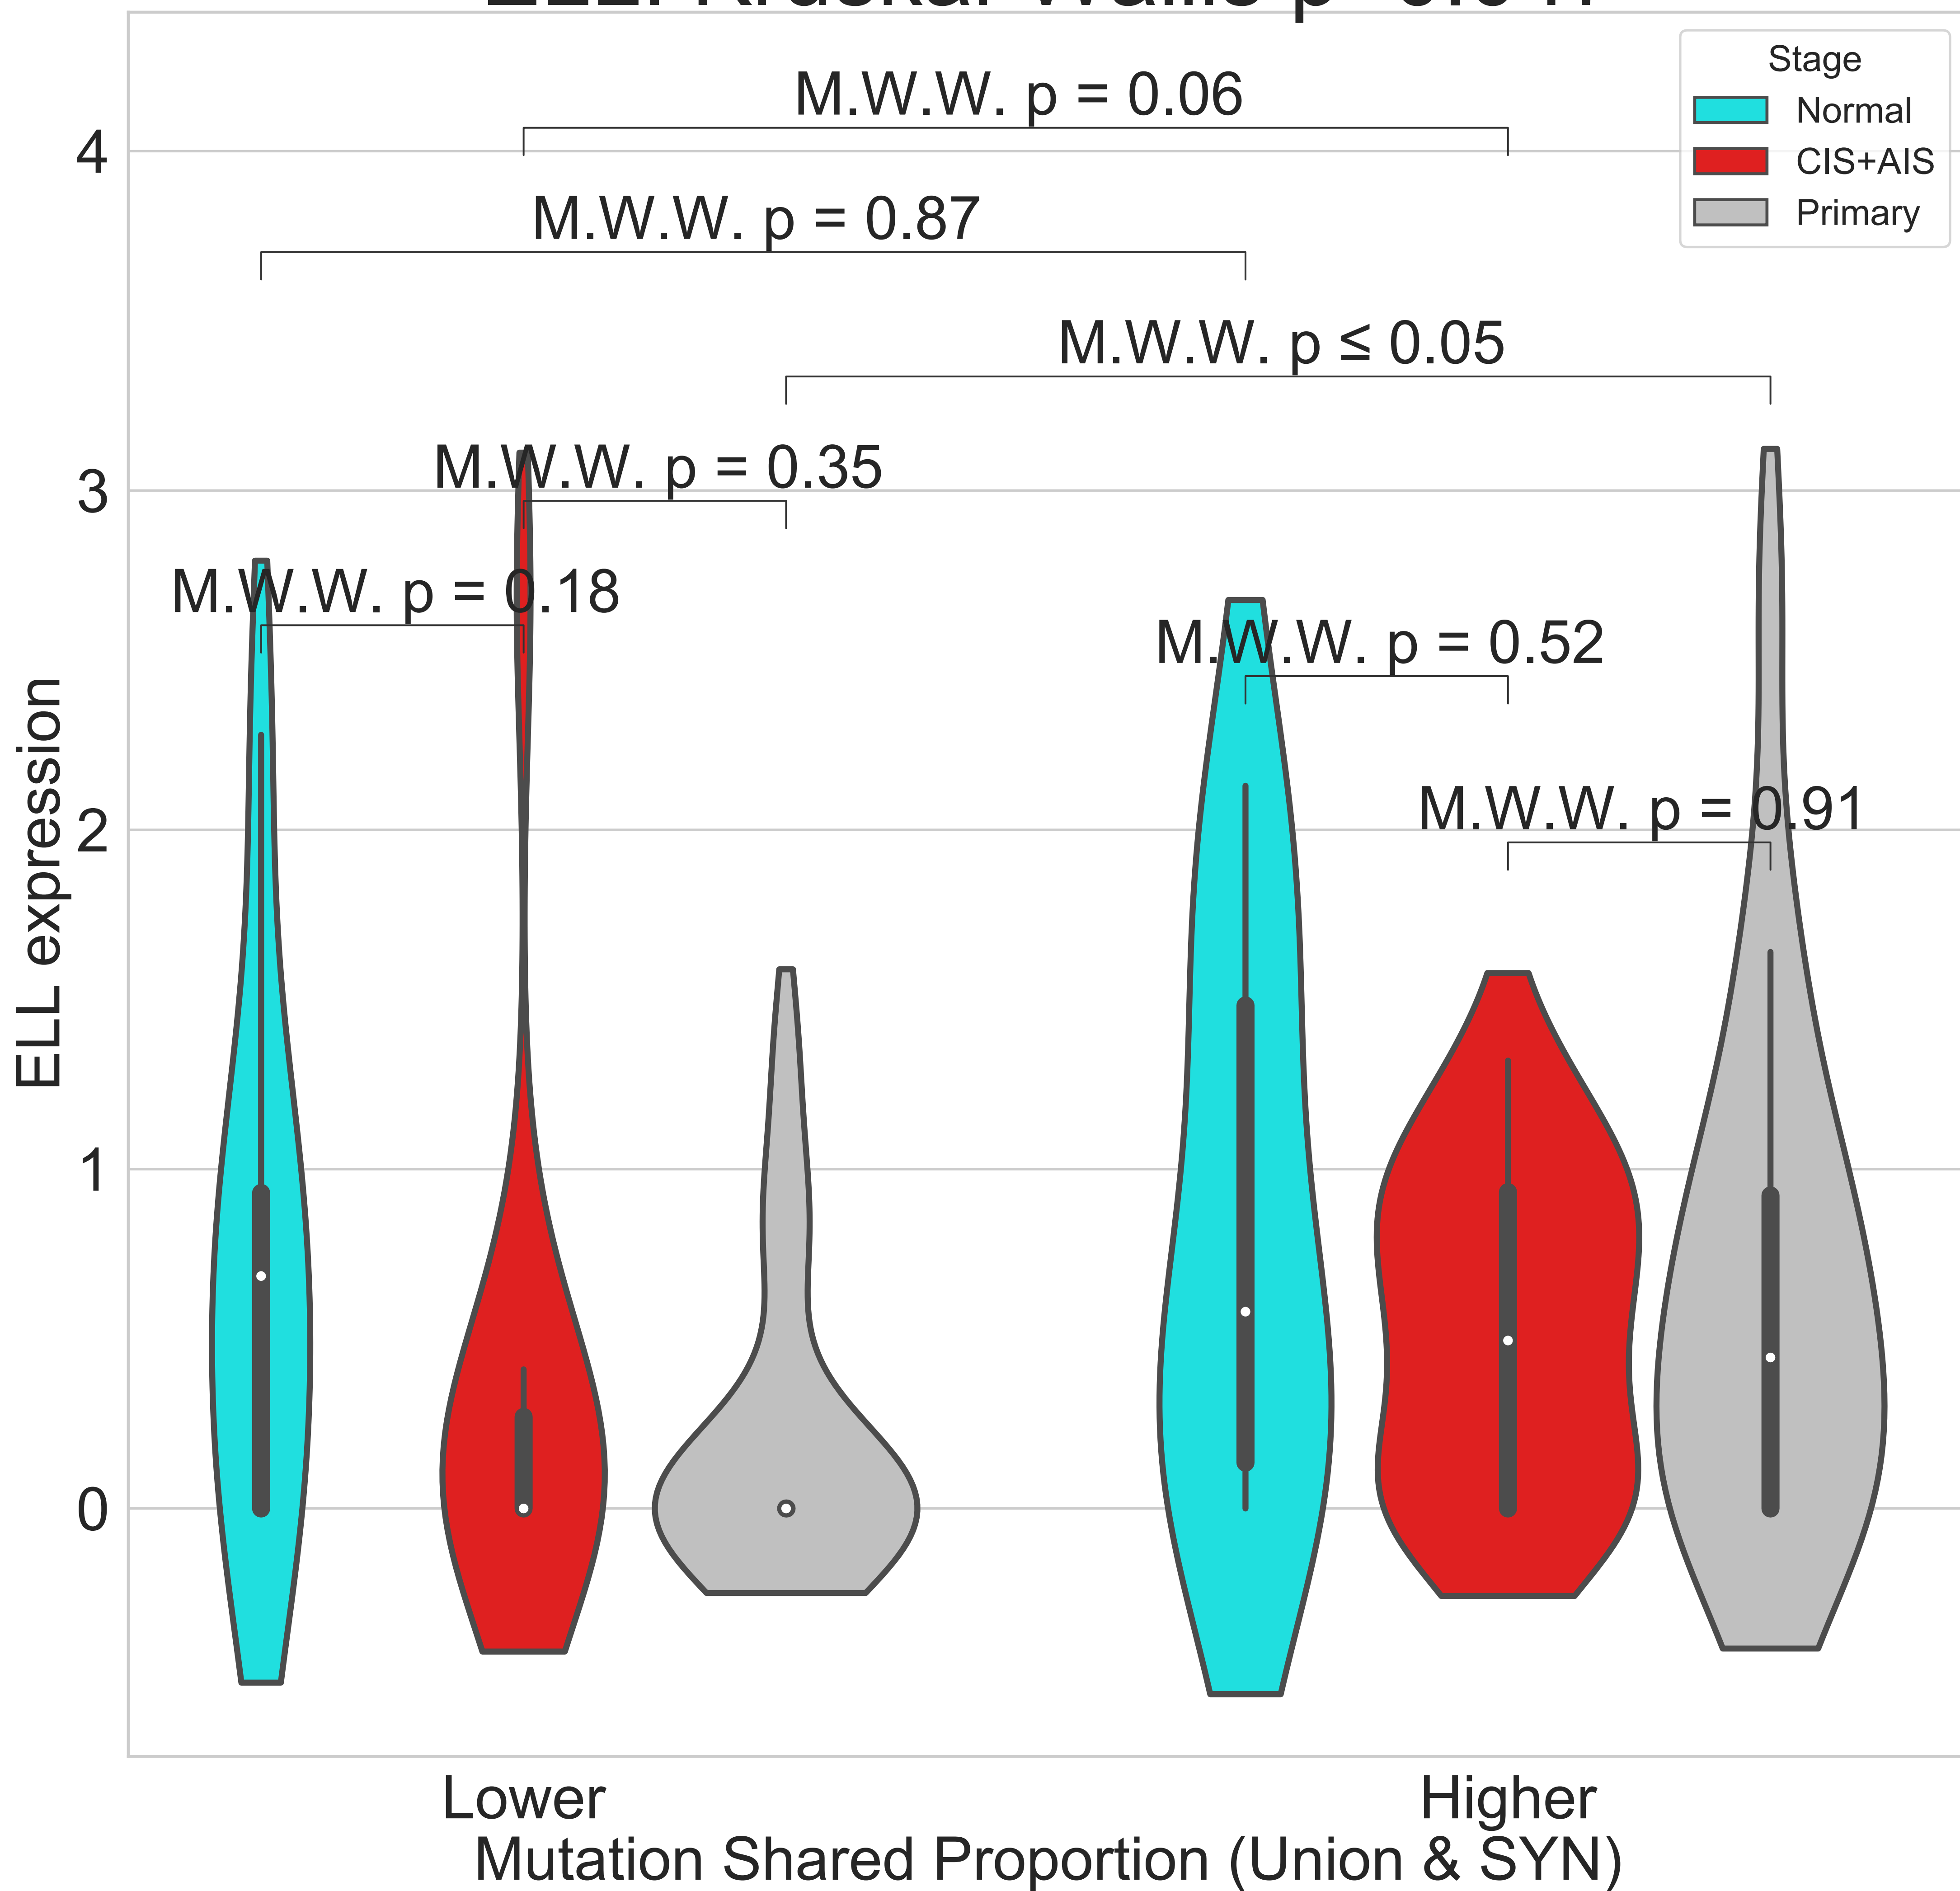 Stage
Normal
CIS+AIS
Primary
M.W.W. p = 0.06
M.W.W. p = 0.87
M.W.W. p ≤ 0.05
M.W.W. p = 0.35
M.W.W. p = 0.18
M.W.W. p = 0.52
M.W.W. p = 0.91
4
3
2
1
0
ELL expression
Lower
Higher
Mutation Shared Proportion (Union & SYN)